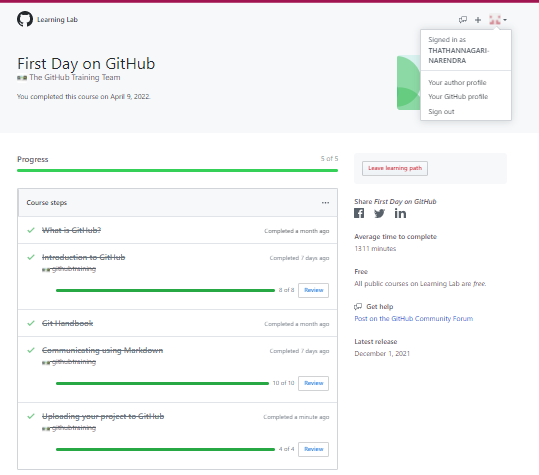 Learning Lab
Signed in as
THATHANNAGARI-
NARENDRA
Your author profile
Your GitHub profile
Sign out
First Day on GitHub
The GitHub Training Team
You completed this course on April 9, 2022.
Progress
5 of 5
Course steps
What is GitHub?
Completed a month ago
Introduction to GitHub
Completed 7 days ago
githubtraining
8 of 8
Review
Git Handbook
Completed a month ago
Communicating using Markdown
Completed 7 days ago
githubtraining
10 of 10
Review
Uploading your project to GitHub
Completed a minute ago
githubtraining
4 of 4
Review
Leave learning path
Share First Day on GitHub
Average time to complete
1311 minutes
Free
All public courses on Learning Lab are free.
Get help
Post on the GitHub Community Forum
Latest release
December 1, 2021